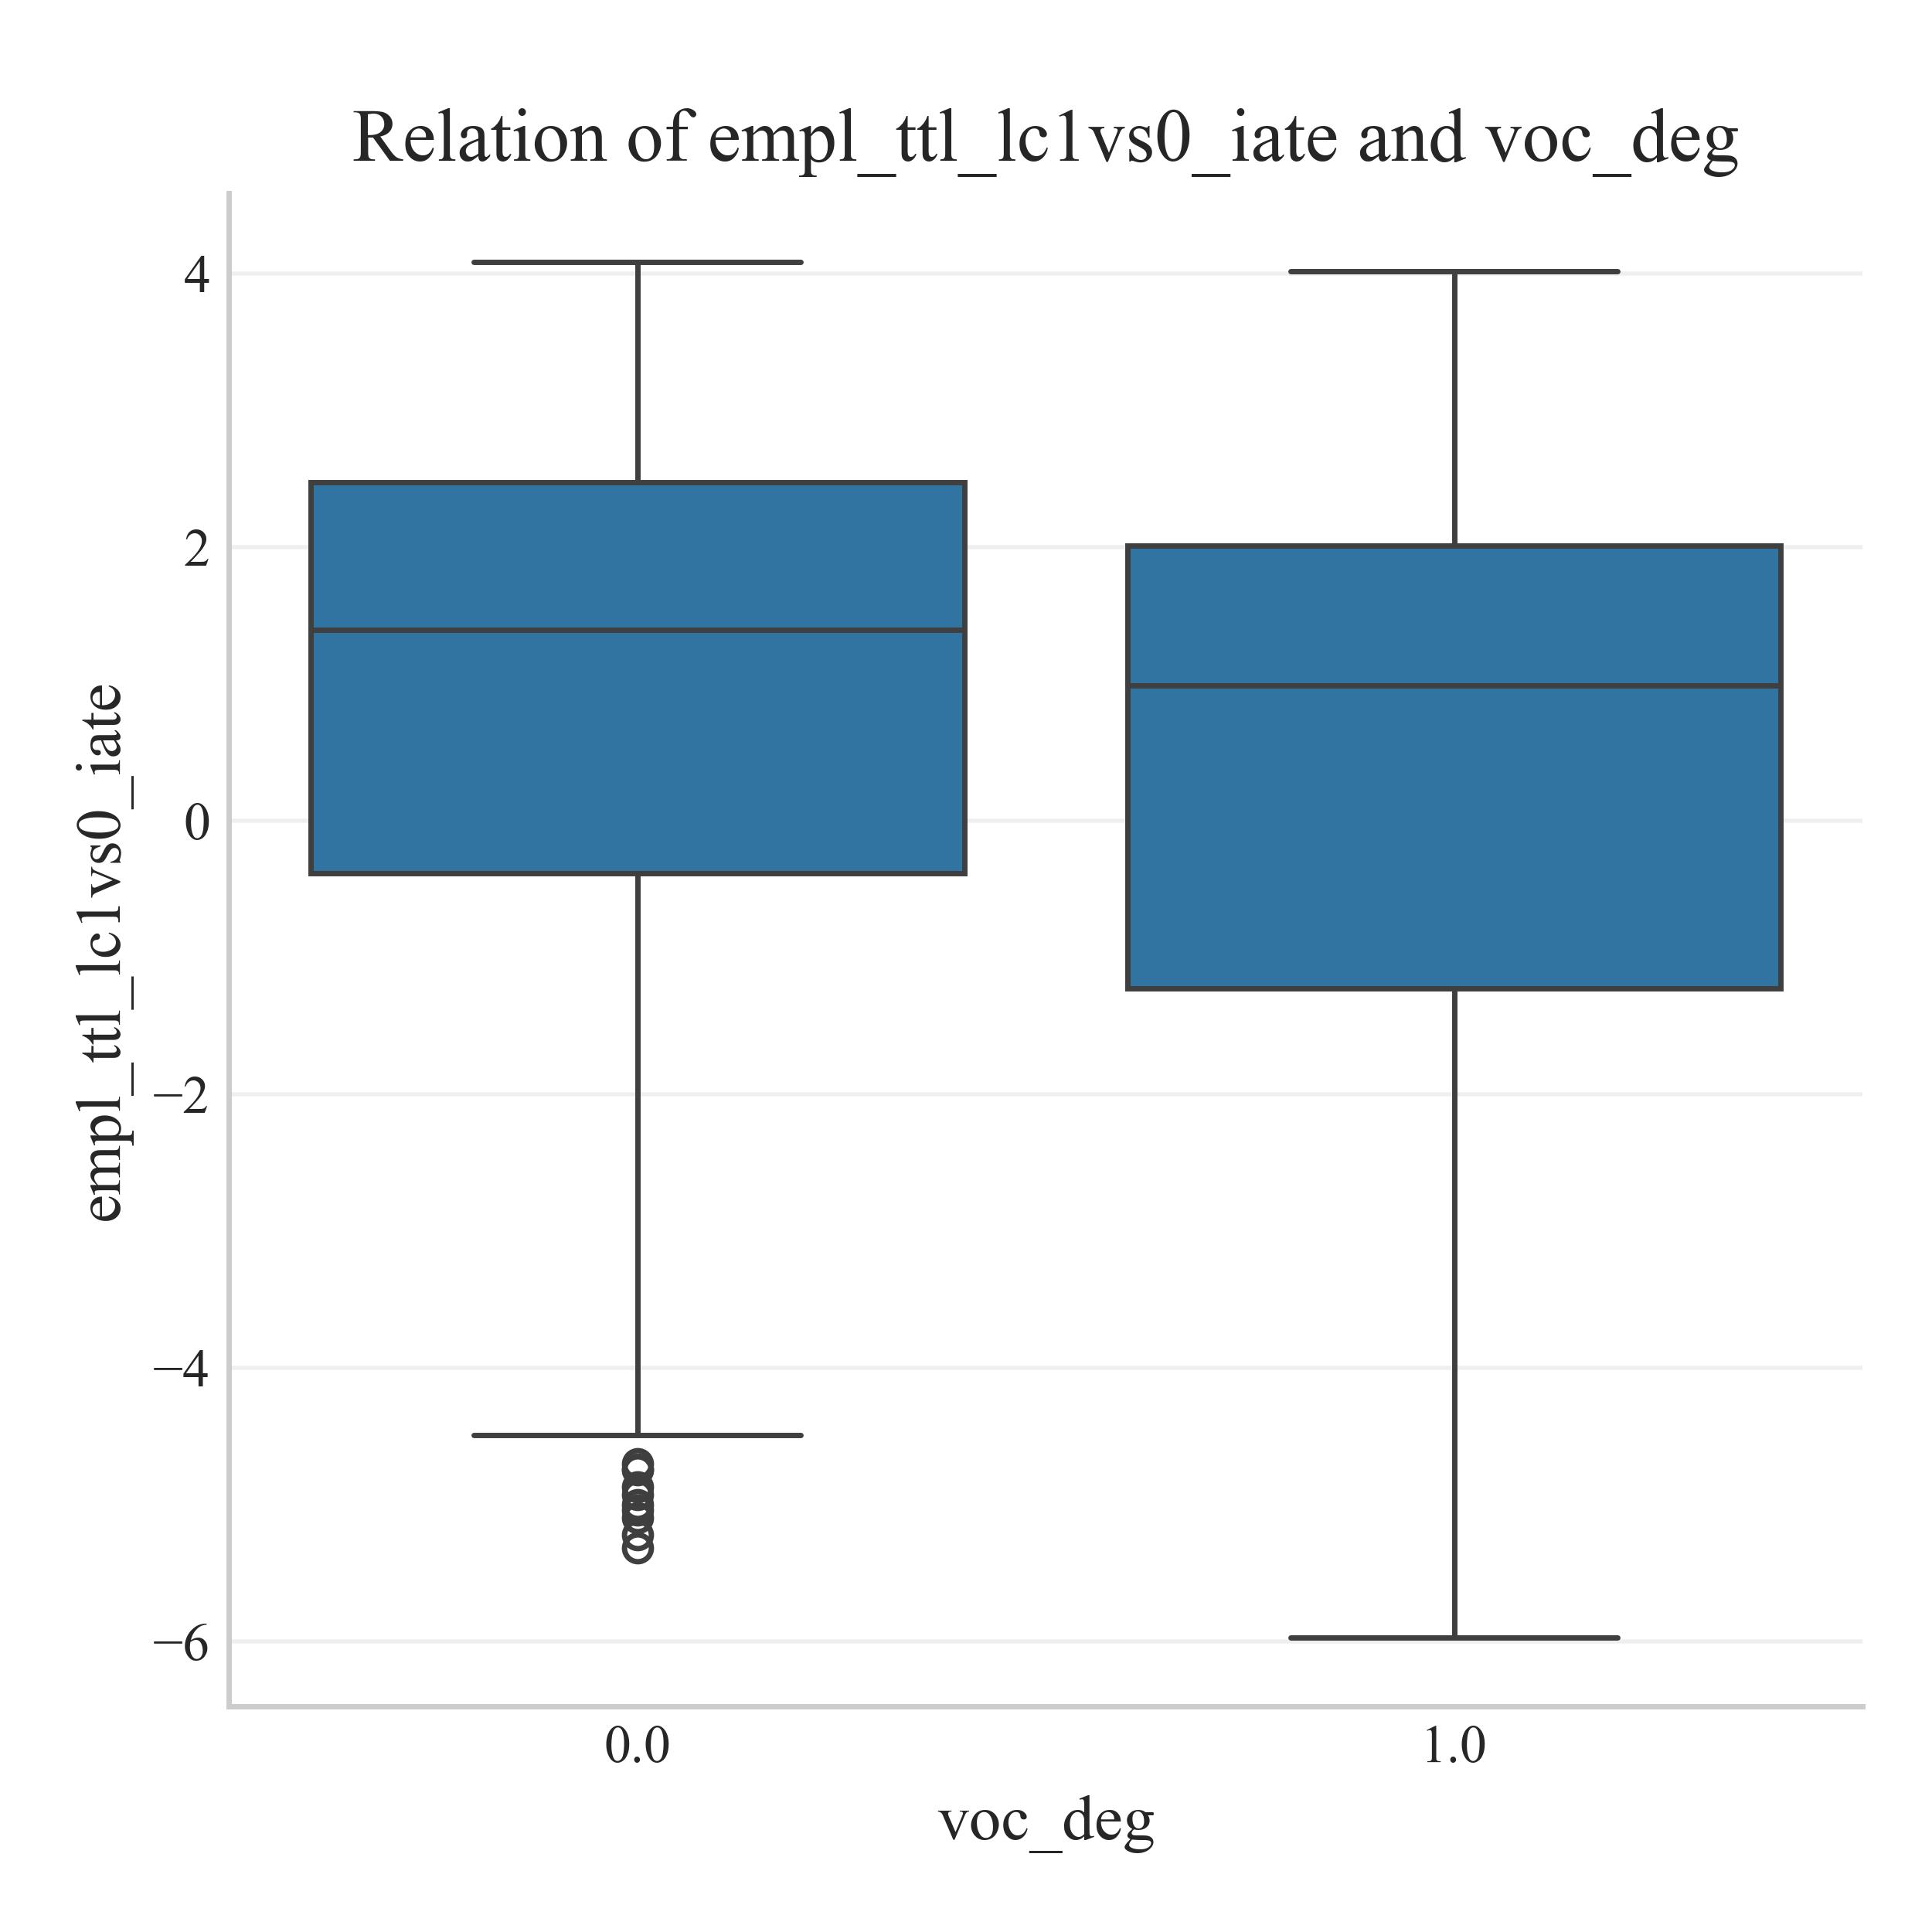 Relation of empl_ttl_lc1vs0_iate and voc_deg
empl_ttl_lc1vs0_iate
4
2
0
−2
−4
−6
0.0
1.0
voc_deg